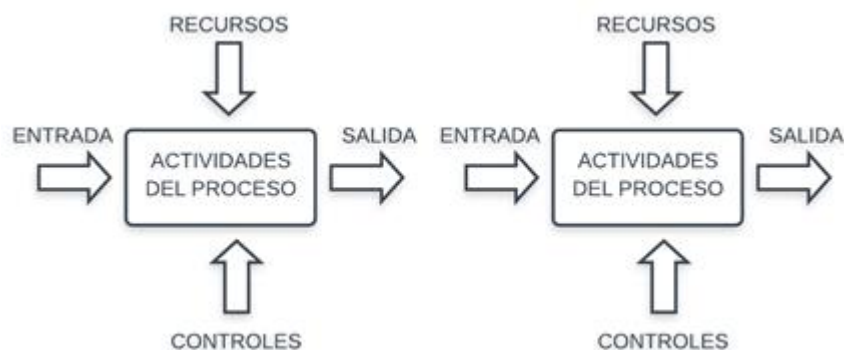 RECURSOS
ENTRADA
ACTIVIDADES
DEL PROCESO
SALIDA
CONTROLES
RECURSOS
ENTRADA
ACTIVIDADES
DEL PROCESO
SALIDA
CONTROLES